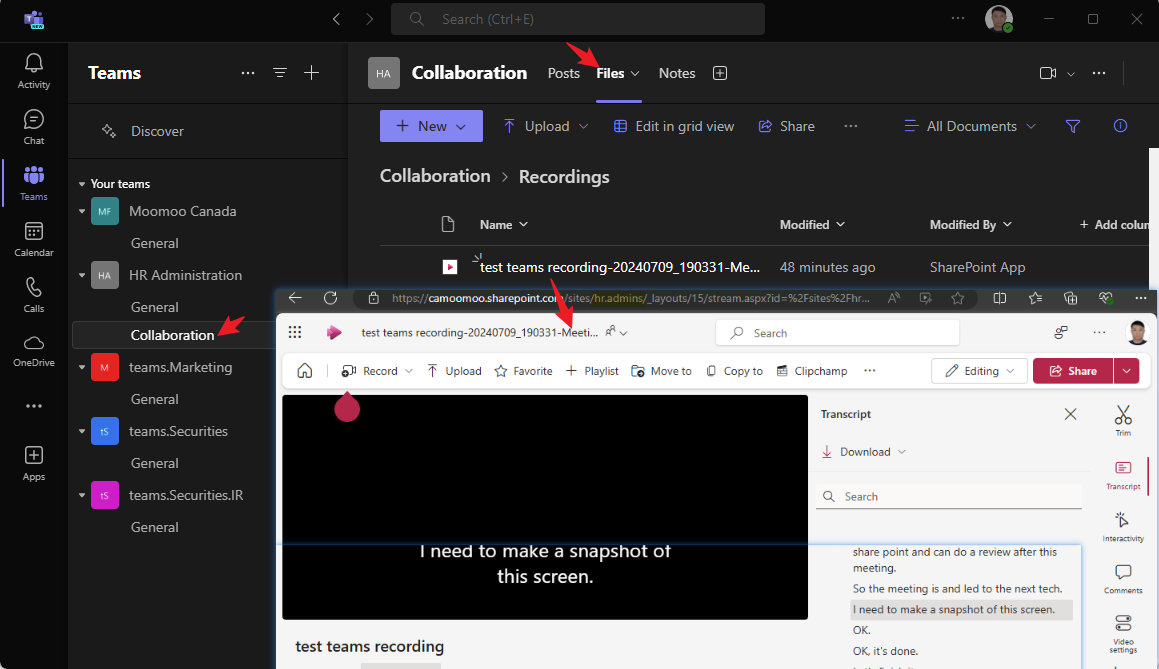 Search (Ctrl+E)
Activity
Chat
Teams
Calendar
Calls
OneDrive
Apps
Teams
Discover
Your teams
MF Moomoo Canada
General
HA HR Administration
General
Collaboration
M teams.Marketing
General
tS teams.Securities
General
tS teams.Securities.IR
General
HA Collaboration Posts Files Notes
New Upload Edit in grid view Share All Documents
Collaboration > Recordings
Name Modified Modified By + Add colum
test teams recording-20240709_190331-Me... 48 minutes ago SharePoint App
https://camoomoo.sharepoint.com/sites/hr.admins/_layouts/15/stream.aspx?id=%2Fsites%2Fhr...
test teams recording-20240709_190331-Meeti... Search
Record Upload Favorite Playlist Move to Copy to Clipchamp Editing Share
I need to make a snapshot of
this screen.
test teams recording
Transcript
Download
Search
share point and can do a review after this
meeting.
So the meeting is and led to the next tech.
I need to make a snapshot of this screen.
OK.
OK, it's done.
Trim
Transcript
Interactivity
Comments
Video
settings